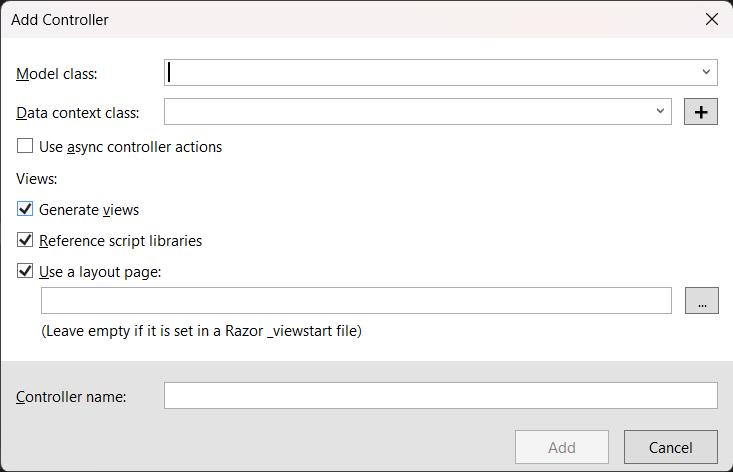 Add Controller
Model class:
Data context class:
+
Use async controller actions
Views:
Generate views
Reference script libraries
Use a layout page:
...
(Leave empty if it is set in a Razor _viewstart file)
Controller name:
Add Cancel